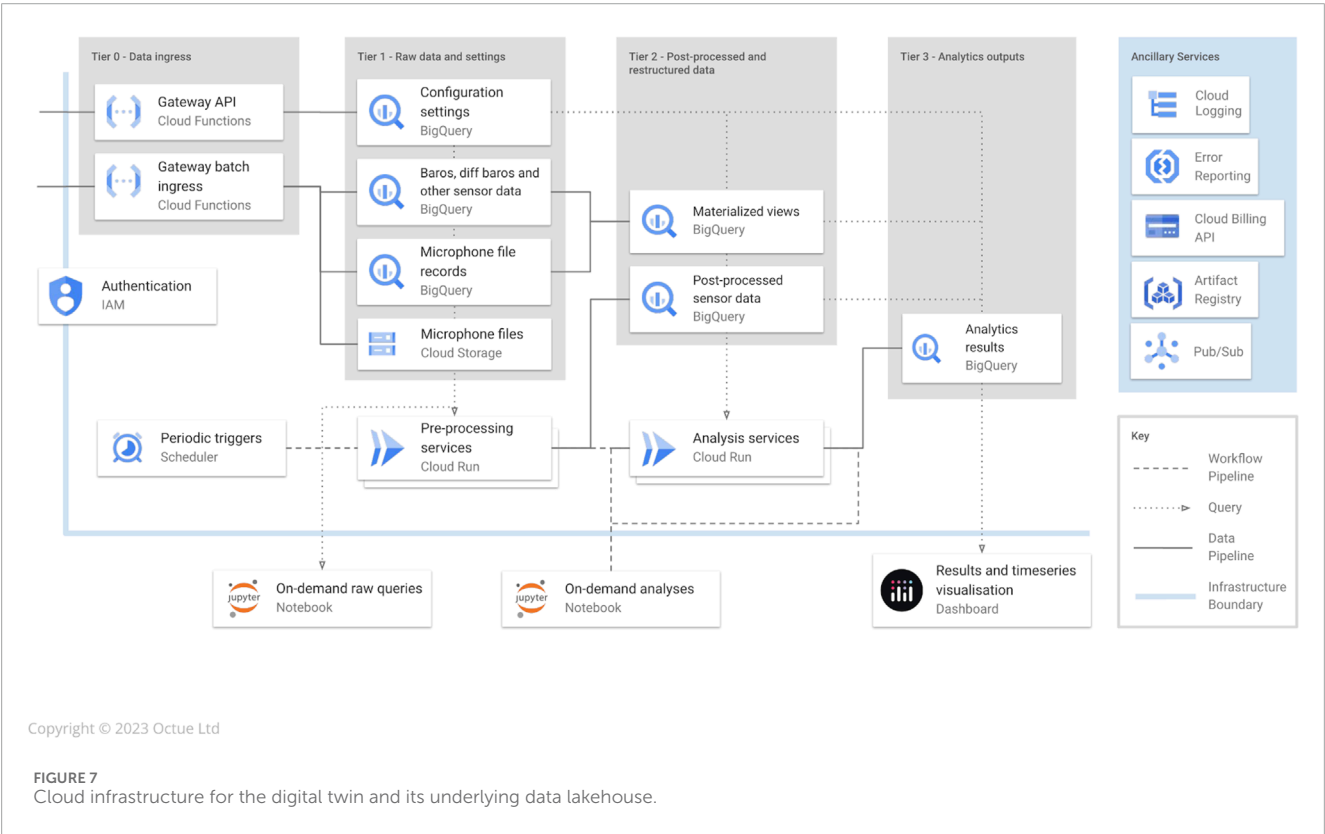 Tier 0 - Data ingress
Gateway API
Cloud Functions
Gateway batch
ingress
Cloud Functions
Authentication
IAM
Periodic triggers
Scheduler
Tier 1 - Raw data and settings
Configuration
settings
BigQuery
Baros, diff baros and
other sensor data
BigQuery
Microphone file
records
BigQuery
Microphone files
Cloud Storage
Pre-processing
services
Cloud Run
Tier 2 - Post-processed and
restructured data
Materialized views
BigQuery
Post-processed
sensor data
BigQuery
Analysis services
Cloud Run
Tier 3 - Analytics outputs
Analytics
results
BigQuery
Ancillary Services
Cloud
Logging
Error
Reporting
Cloud Billing
API
Artifact
Registry
Pub/Sub
Key
Workflow
Pipeline
Query
Data
Pipeline
Infrastructure
Boundary
jupyter
On-demand raw queries
Notebook
jupyter
On-demand analyses
Notebook
Results and timeseries
visualisation
Dashboard
Copyright © 2023 Octue Ltd
FIGURE 7
Cloud infrastructure for the digital twin and its underlying data lakehouse.